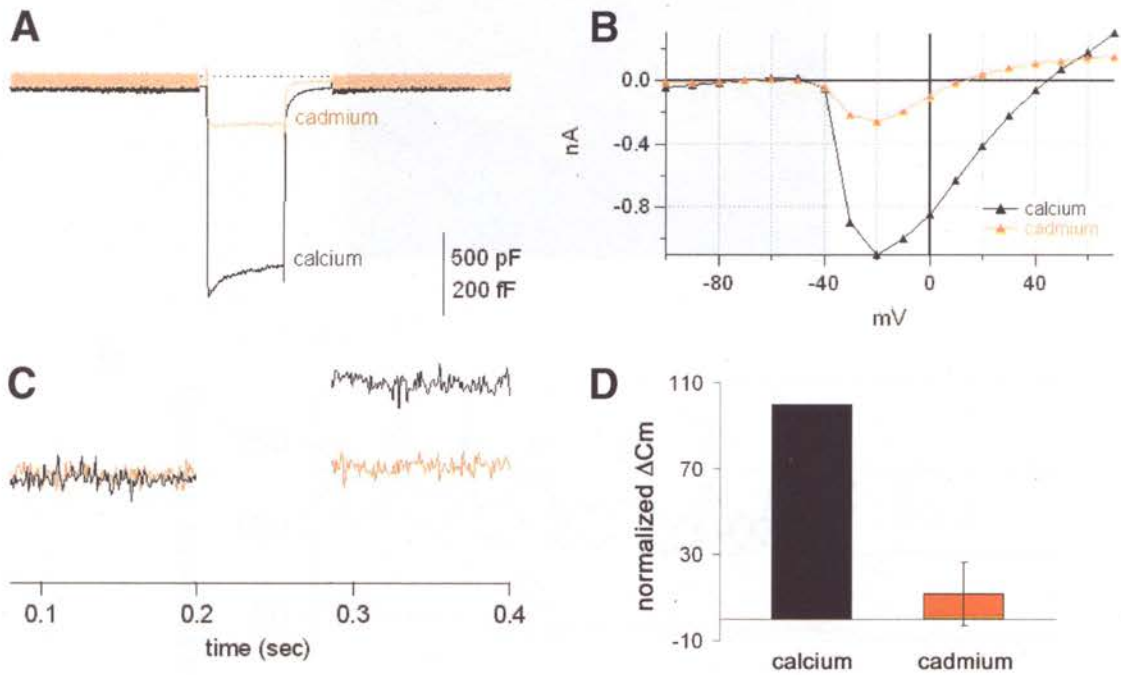 A
cadmium
calcium
500 pF
200 fF
B
0.0
-0.4
-0.8
nA
calcium
cadmium
-80
-40
0
40
mV
C
0.1
0.2
0.3
0.4
time (sec)
D
110
70
30
-10
normalized ΔCm
calcium
cadmium